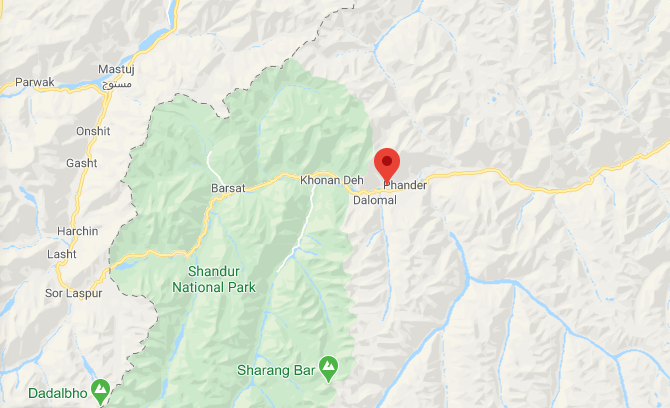 Mastuj
مستوج
Parwak
Onshit
Gasht
Khonan Deh
Phander
Barsat
Dalomal
Harchin
Lasht
Shandur
National Park
Sor Laspur
Sharang Bar
Dadalbho